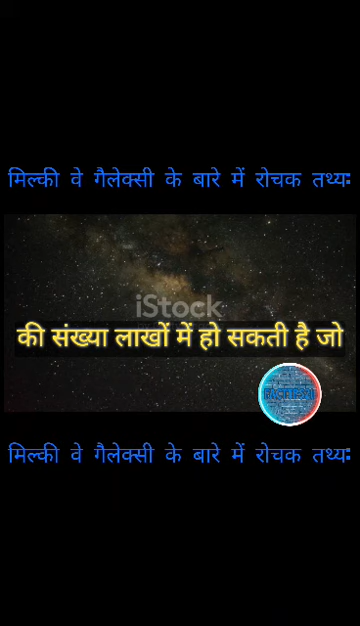 मिल्की वे गैलेक्सी के बारे में रोचक तथ्यः
iStock
की संख्या लाखों में हो सकती है जो
मिल्की वे गैलेक्सी के बारे में रोचक तथ्यः